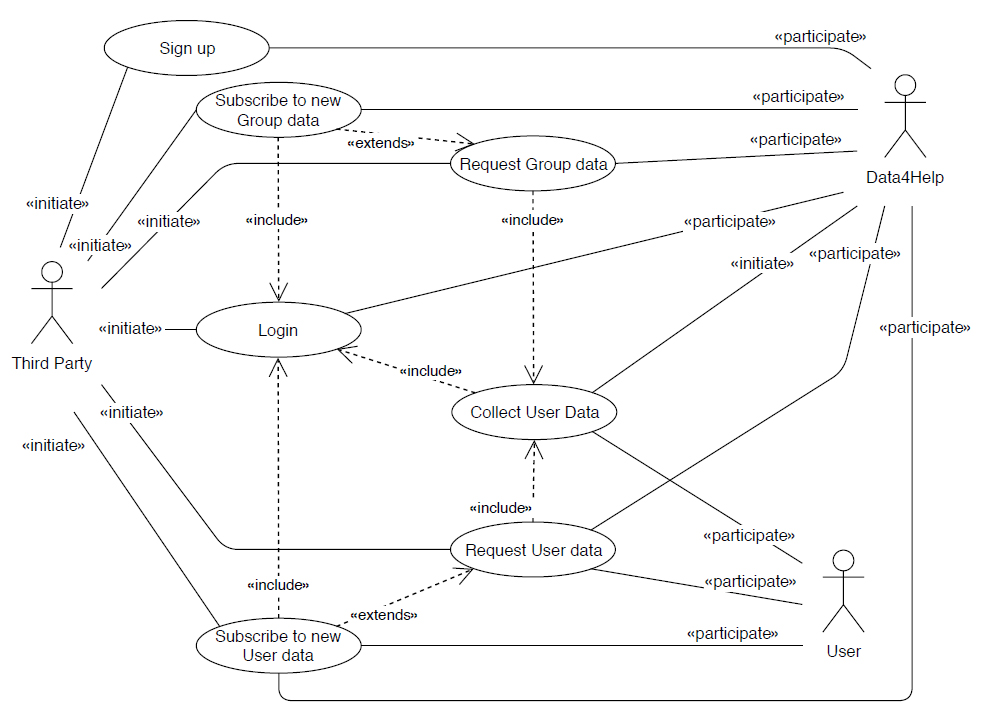 Sign up
«participate»
Subscribe to new
Group data
«participate»
«extends»
«participate»
Request Group data
Data4Help
«initiate»
«initiate»
«include»
«include»
«participate»
«initiate»
«participate»
«initiate»
«initiate»
Login
«participate»
Third Party
«include»
«initiate»
Collect User Data
«initiate»
«include»
«participate»
Request User data
«include»
«participate»
«extends»
Subscribe to new
User data
«participate»
User